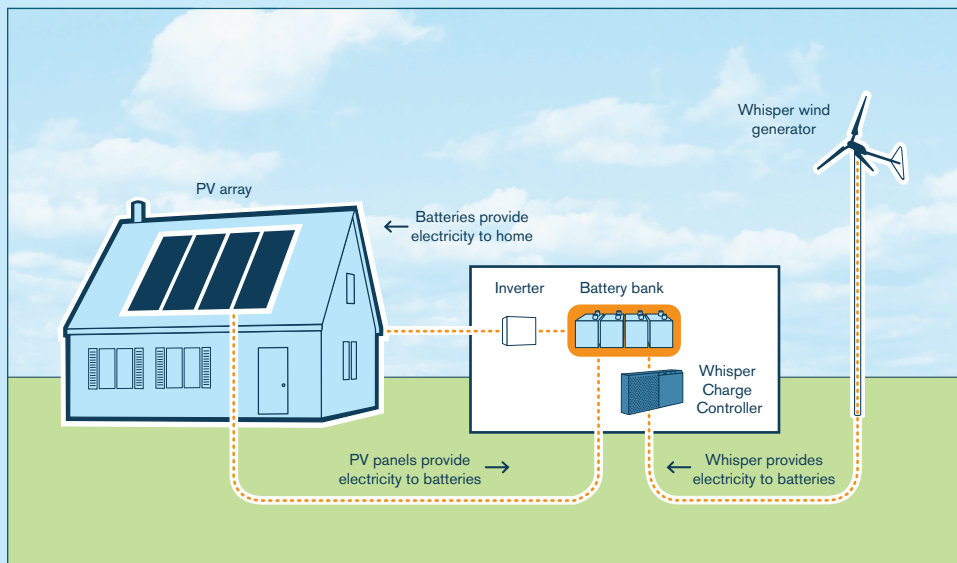 Whisper wind
generator
PV array
Batteries provide
electricity to home
Inverter
Battery bank
Whisper
Charge
Controller
PV panels provide
electricity to batteries
Whisper provides
electricity to batteries